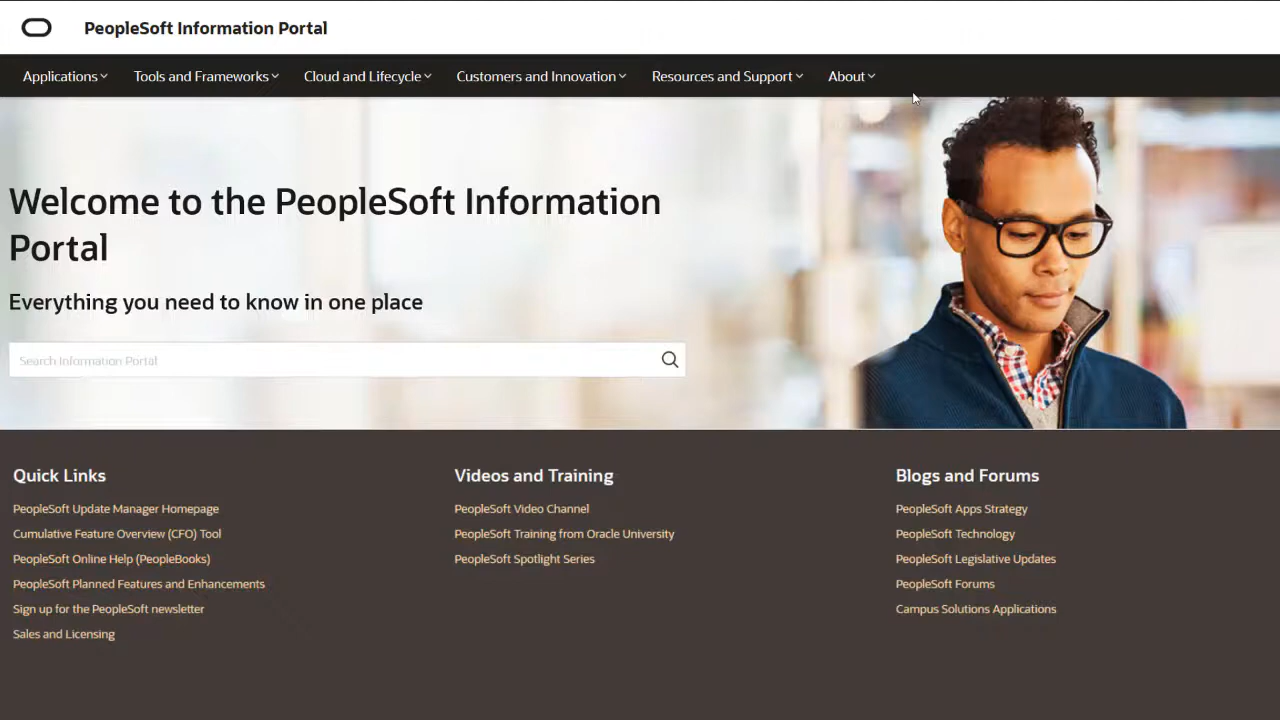 PeopleSoft Information Portal
Applications
Tools and Frameworks
Cloud and Lifecycle
Customers and Innovation
Resources and Support
About
Welcome to the PeopleSoft Information
Portal
Everything you need to know in one place
Search Information Portal
Quick Links
PeopleSoft Update Manager Homepage
Cumulative Feature Overview (CFO) Tool
PeopleSoft Online Help (PeopleBooks)
PeopleSoft Planned Features and Enhancements
Sign up for the PeopleSoft newsletter
Sales and Licensing
Videos and Training
PeopleSoft Video Channel
PeopleSoft Training from Oracle University
PeopleSoft Spotlight Series
Blogs and Forums
PeopleSoft Apps Strategy
PeopleSoft Technology
PeopleSoft Legislative Updates
PeopleSoft Forums
Campus Solutions Applications